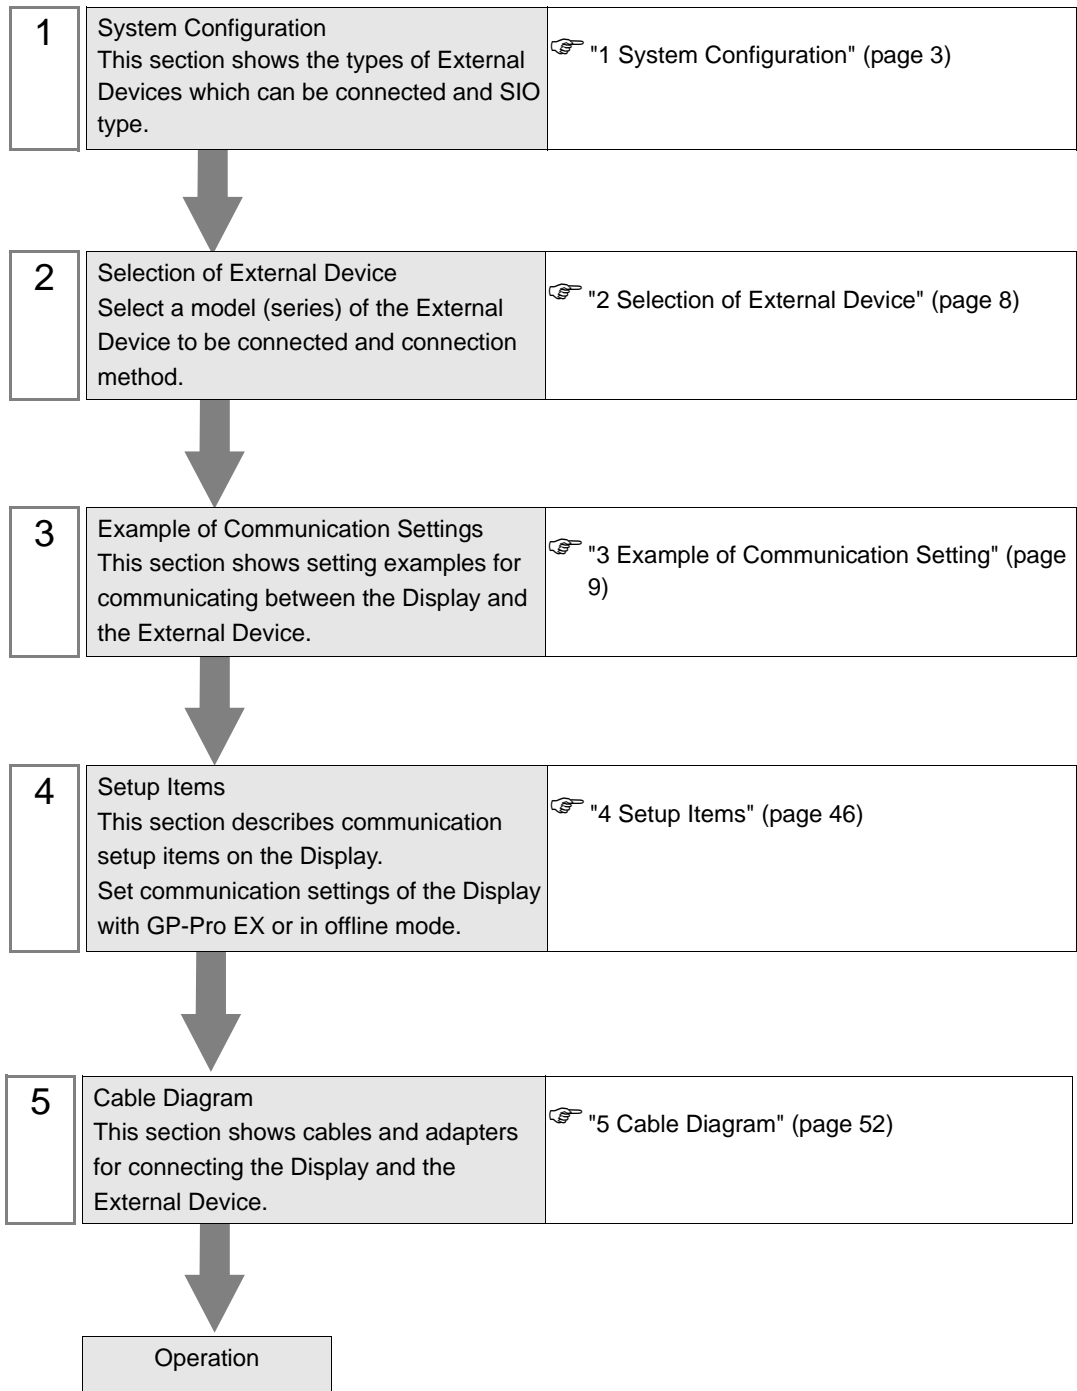 1
System Configuration
This section shows the types of External
Devices which can be connected and SIO
type.
"1 System Configuration" (page 3)
2
Selection of External Device
Select a model (series) of the External
Device to be connected and connection
method.
"2 Selection of External Device" (page 8)
3
Example of Communication Settings
This section shows setting examples for
communicating between the Display and
the External Device.
"3 Example of Communication Setting" (page
9)
4
Setup Items
This section describes communication
setup items on the Display.
Set communication settings of the Display
with GP-Pro EX or in offline mode.
"4 Setup Items" (page 46)
5
Cable Diagram
This section shows cables and adapters
for connecting the Display and the
External Device.
"5 Cable Diagram" (page 52)
Operation